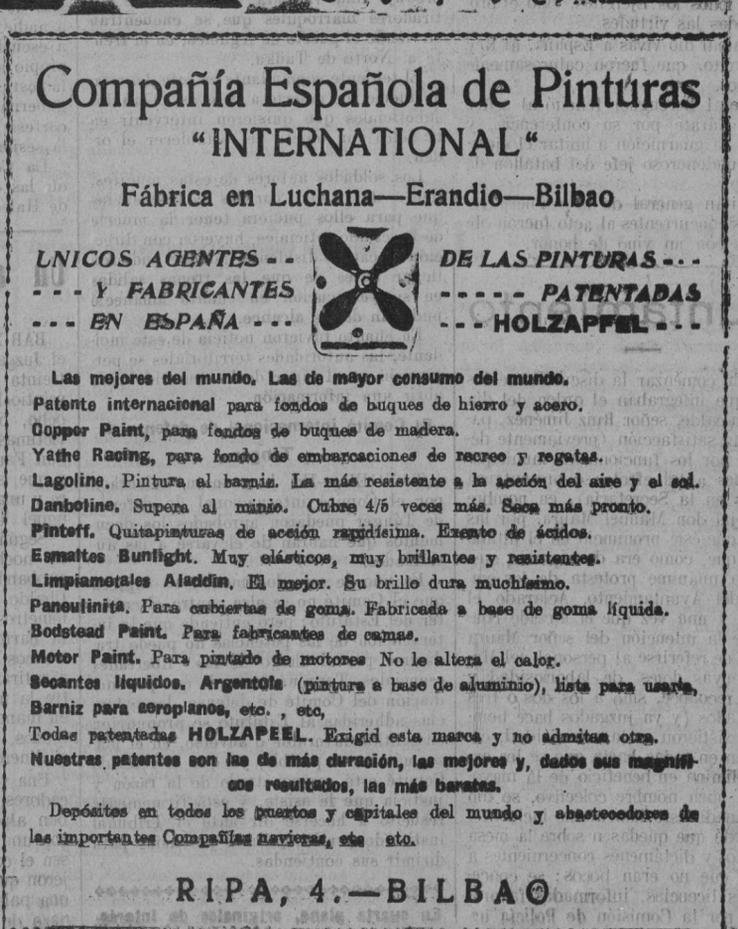 Compañía Española de Pinturas
"INTERNATIONAL"
Fábrica en Luchana—Erandio—Bilbao
UNICOS AGENTES - -
- - - Y FABRICANTES
- - - EN ESPAÑA - - -
DE LAS PINTURAS - - -
- - - - - PATENTADAS
- - - HOLZAPFEL - - -
Las mejores del mundo. Las de mayor consumo del mundo.
Patente internacional para fondos de buques de hierro y acero.
Copper Paint, para fondos de buques de madera.
Yathe Racing, para fondo de embarcaciones de recreo y regatas.
Lagoline. Pintura al barniz. La más resistente a la acción del aire y el sol.
Danboline. Supera al minio. Cubre 4/5 veces más. Seca más pronto.
Pintoff. Quitapinturas de acción rapidísima. Exento de ácidos.
Esmaltes Sunlight. Muy elásticos, muy brillantes y resistentes.
Limpiametales Aladdin. El mejor. Su brillo dura muchísimo.
Paneulinita. Para cubiertas de goma. Fabricada a base de goma líquida.
Bodstead Paint. Para fabricantes de camas.
Motor Paint. Para pintado de motores No le altera el calor.
Secantes líquidos. Argentola (pintura a base de aluminio), lista para usarla,
Barniz para aeroplanos, etc. , etc,
Todas patentadas HOLZAPEEL. Exigid esta marca y no admitas otra.
Nuestras patentes son las de más duración, las mejores y, dados sus magnífi-
cos resultados, las más baratas.
Depósitos en todos los puertos y capitales del mundo y abastecedores de
las importantes Compañías navieras, etc etc.
RIPA, 4.—BILBAO